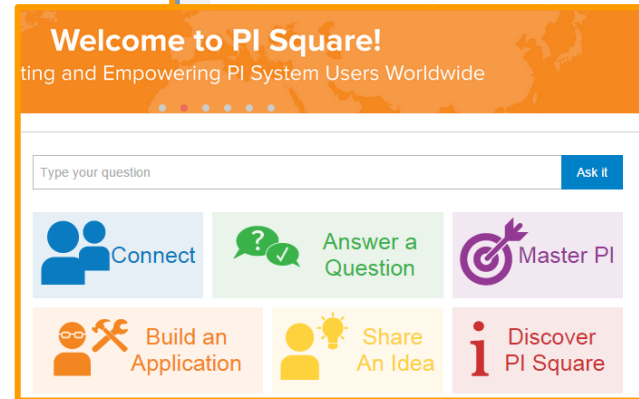 Welcome to PI Square!
ting and Empowering PI System Users Worldwide
Type your question
Ask it
Connect
Answer a
Question
Master PI
Build an
Application
Share
An Idea
Discover
PI Square